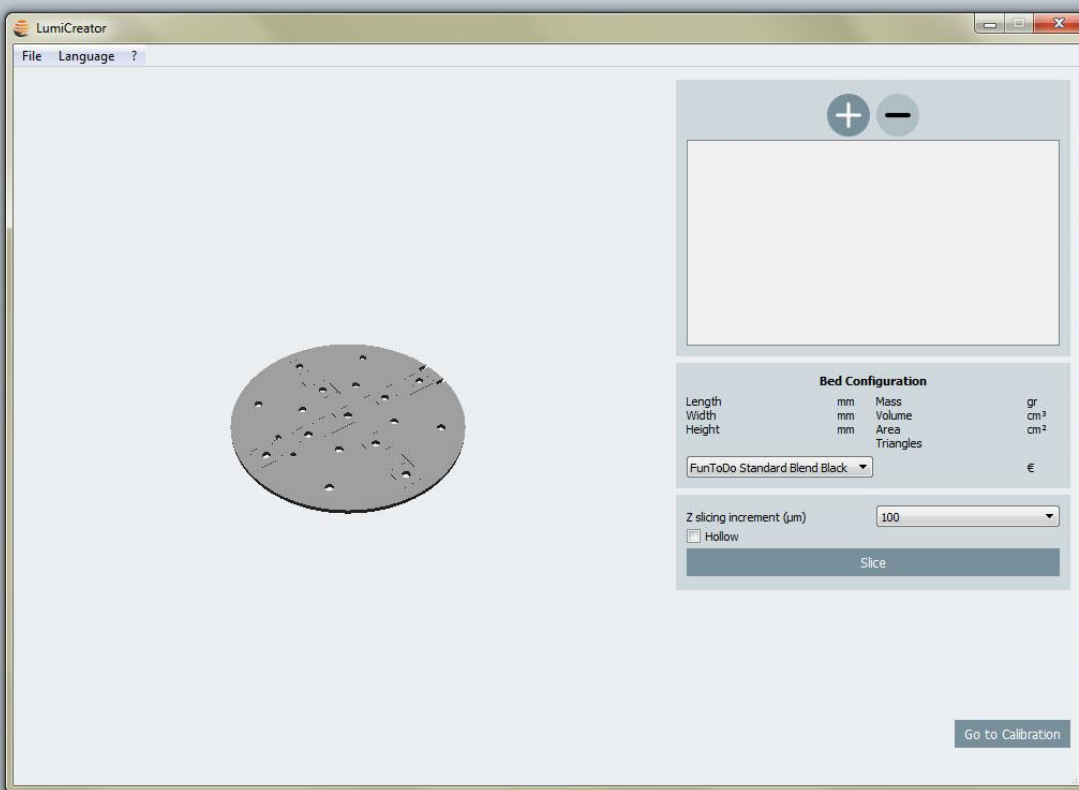 LumiCreator
File Language ?
Bed Configuration
Length mm Mass gr
Width mm Volume cm³
Height mm Area cm²
Triangles
FunToDo Standard Blend Black €
Z slicing increment (µm) 100
Hollow
Slice
Go to Calibration